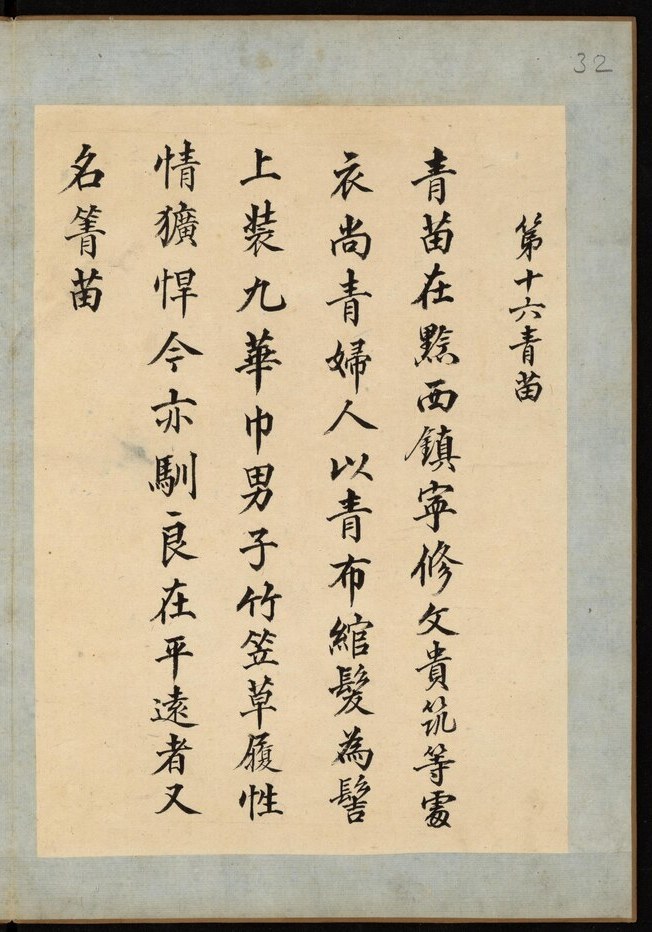 32
第十六青苗
青苗在黔西鎮寧修文貴筑等處
衣尚青婦人以青布綰髮為髻
上裝九華巾男子竹笠草履性
情獷悍今亦馴良在平遠者又
名箐苗